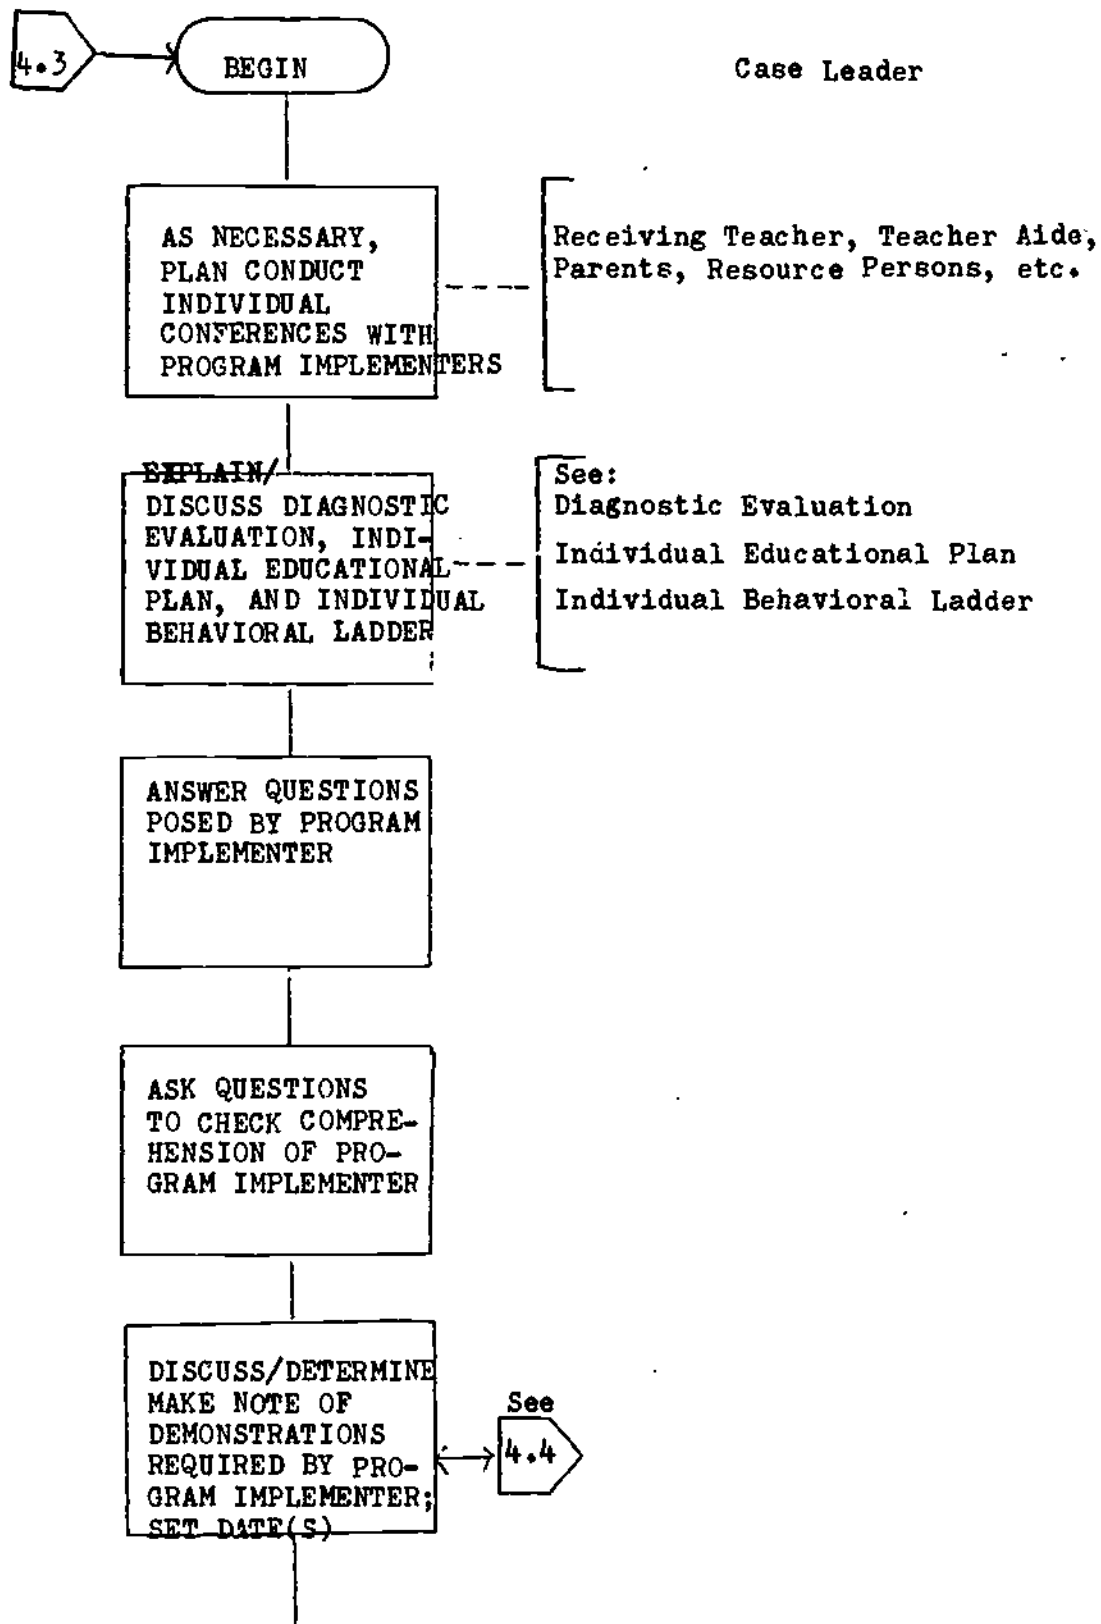 4.3
BEGIN
Case Leader
AS NECESSARY,
PLAN CONDUCT
INDIVIDUAL
CONFERENCES WITH
PROGRAM IMPLEMENTERS
Receiving Teacher, Teacher Aide,
Parents, Resource Persons, etc.
EXPLAIN/
DISCUSS DIAGNOSTIC
EVALUATION, INDI-
VIDUAL EDUCATIONAL
PLAN, AND INDIVIDUAL
BEHAVIORAL LADDER
See:
Diagnostic Evaluation
Individual Educational Plan
Individual Behavioral Ladder
ANSWER QUESTIONS
POSED BY PROGRAM
IMPLEMENTER
ASK QUESTIONS
TO CHECK COMPRE-
HENSION OF PRO-
GRAM IMPLEMENTER
DISCUSS/DETERMINE
MAKE NOTE OF
DEMONSTRATIONS
REQUIRED BY PRO-
GRAM IMPLEMENTER;
SET DATE(S)
See
4.4